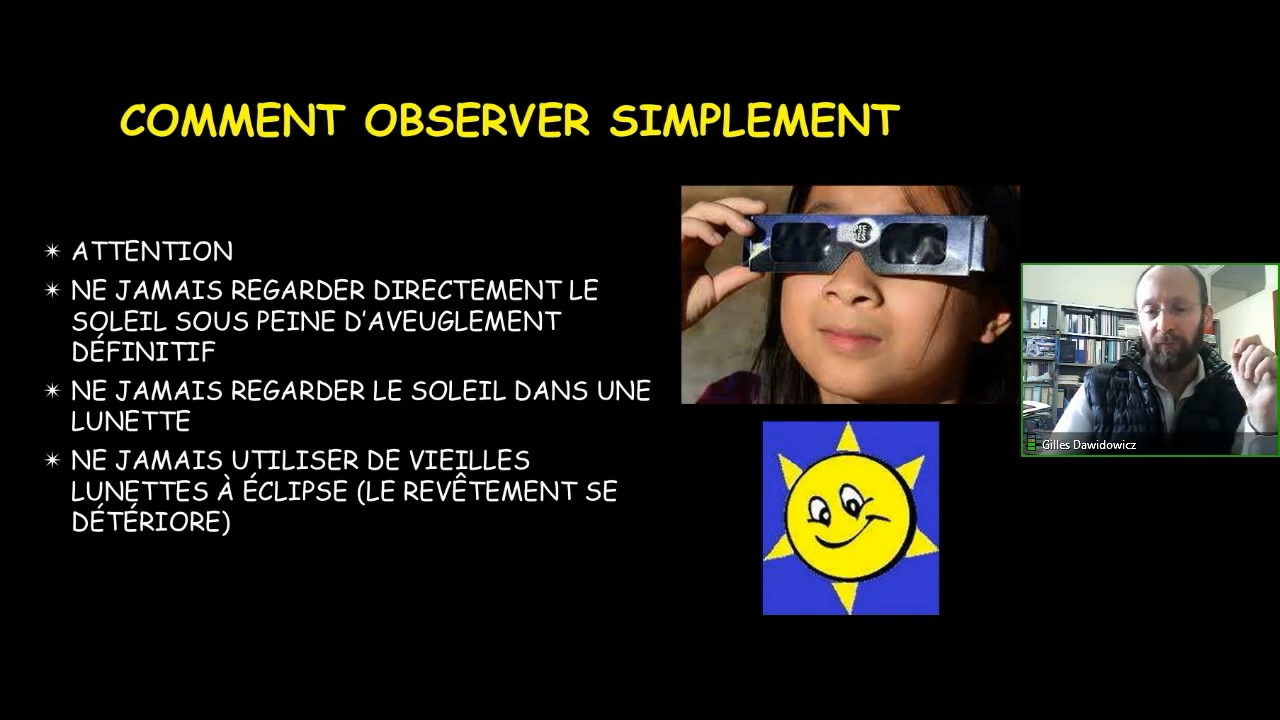 COMMENT OBSERVER SIMPLEMENT
ATTENTION
NE JAMAIS REGARDER DIRECTEMENT LE
SOLEIL SOUS PEINE D'AVEUGLEMENT
DÉFINITIF
NE JAMAIS REGARDER LE SOLEIL DANS UNE
LUNETTE
NE JAMAIS UTILISER DE VIEILLES
LUNETTES À ÉCLIPSE (LE REVÊTEMENT SE
DÉTÉRIORE)
Gilles Dawidowicz